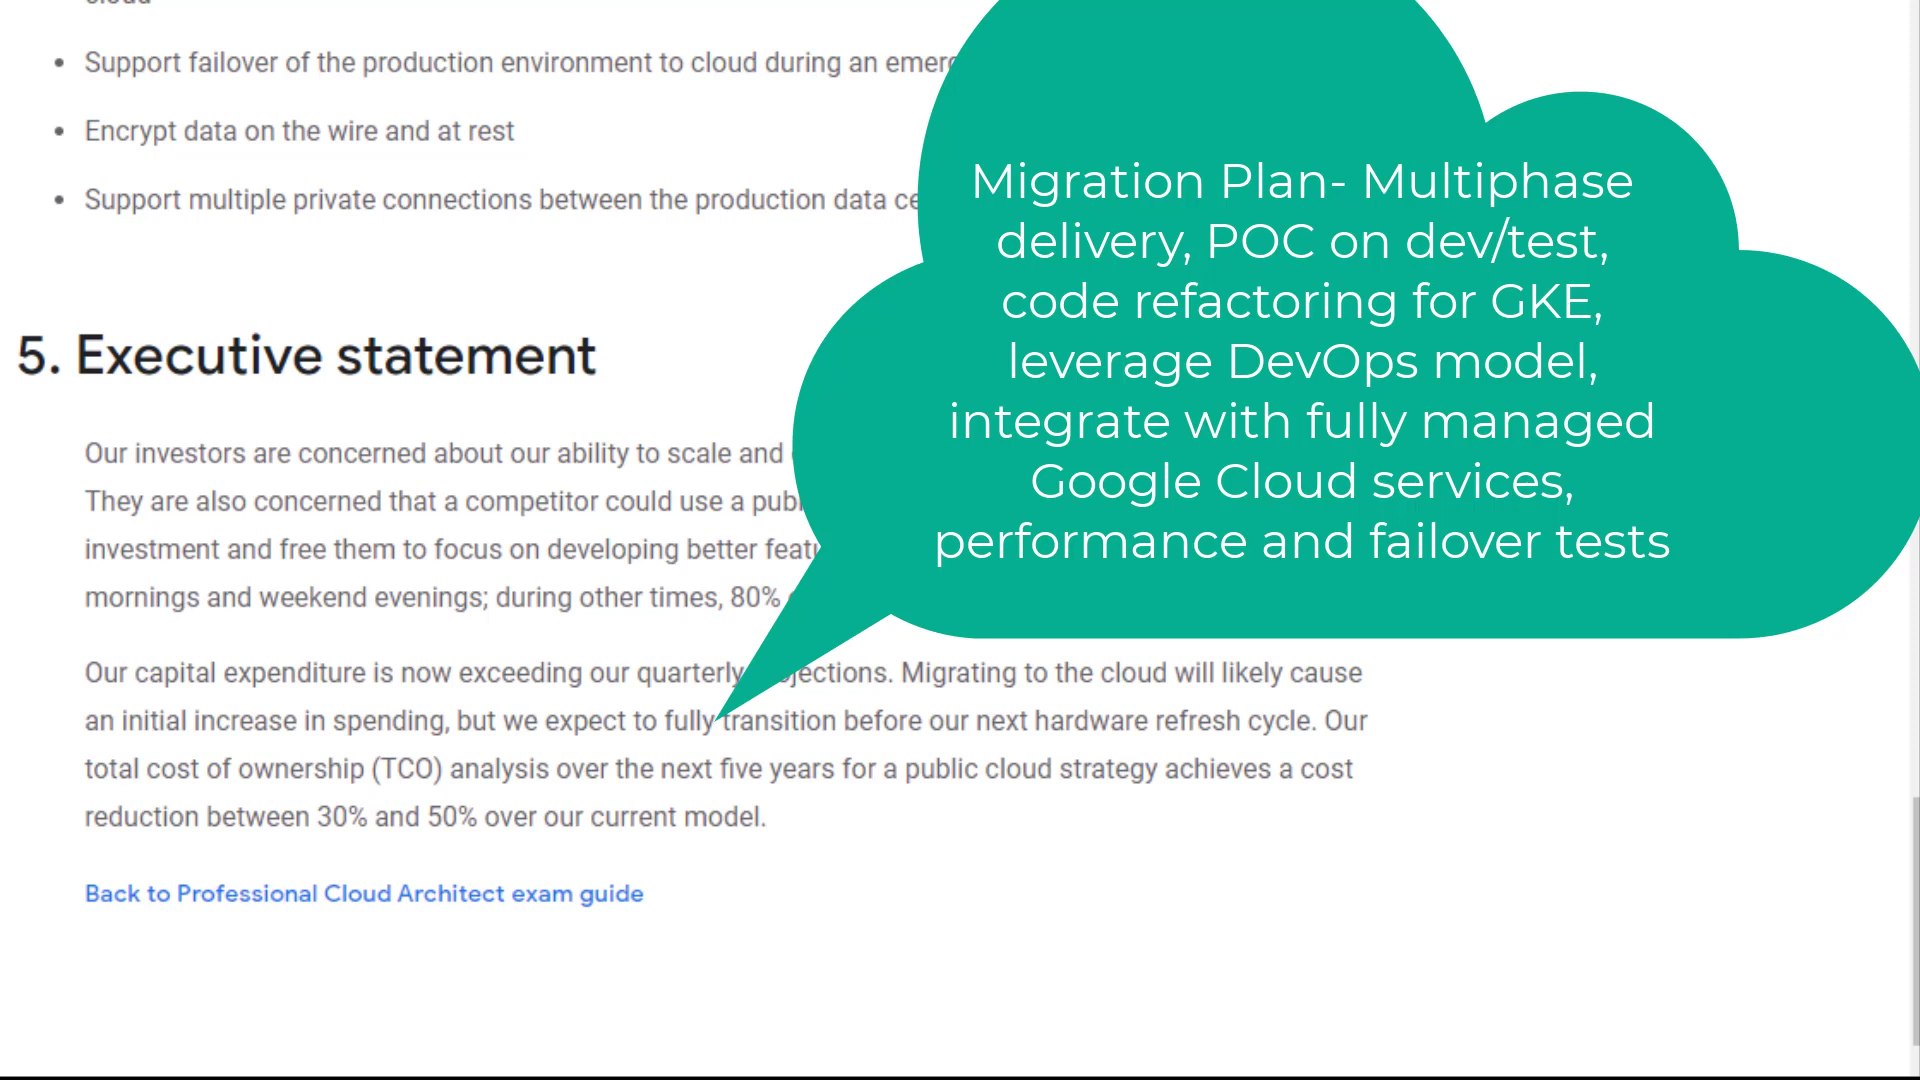 Support failover of the production environment to cloud during an
Encrypt data on the wire and at rest
Support multiple private connections between the production data
Migration Plan- Multiphase
delivery, POC on dev/test,
code refactoring for GKE,
leverage DevOps model,
integrate with fully managed
Google Cloud services,
performance and failover tests
5. Executive statement
Our investors are concerned about our ability to scale and
They are also concerned that a competitor could use a
investment and free them to focus on developing better
mornings and weekend evenings; during other times, 80%
Our capital expenditure is now exceeding our quarterly Migrating to the cloud will likely cause
an initial increase in spending, but we expect to fully transition before our next hardware refresh cycle. Our
total cost of ownership (TCO) analysis over the next five years for a public cloud strategy achieves a cost
reduction between 30% and 50% over our current model.
Back to Professional Cloud Architect exam guide